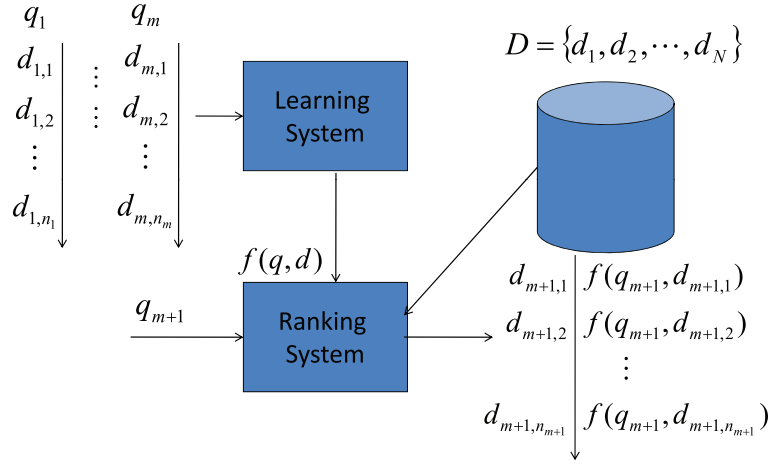 q_1 q_m
d_{1,1} ⋯ d_{m,1}
d_{1,2} ⋯ d_{m,2}
⋮ ⋮
d_{1,n_1} d_{m,n_m}
Learning
System
D = {d_1, d_2, ⋯, d_N}
f(q, d)
q_{m+1}
Ranking
System
d_{m+1,1} f(q_{m+1}, d_{m+1,1})
d_{m+1,2} f(q_{m+1}, d_{m+1,2})
⋮
d_{m+1,n_{m+1}} f(q_{m+1}, d_{m+1,n_{m+1}})